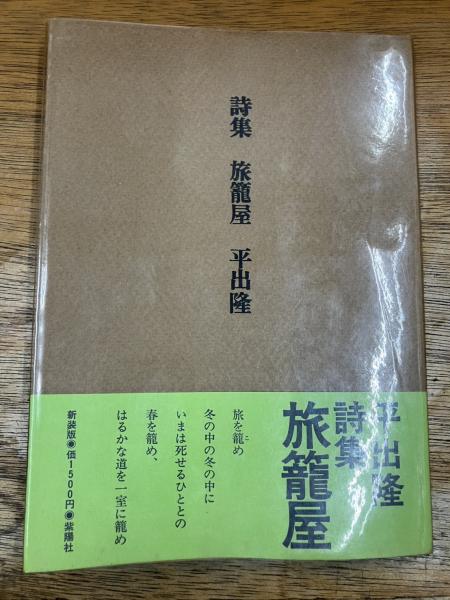 詩集 旅籠屋 平出隆
平出隆
詩集
旅籠屋
旅を籠め
こ
冬の中の冬の中に
いまは死せるひととの
春を籠め、
はるかな道を一室に籠め
新装版◉価1500円◉紫陽社